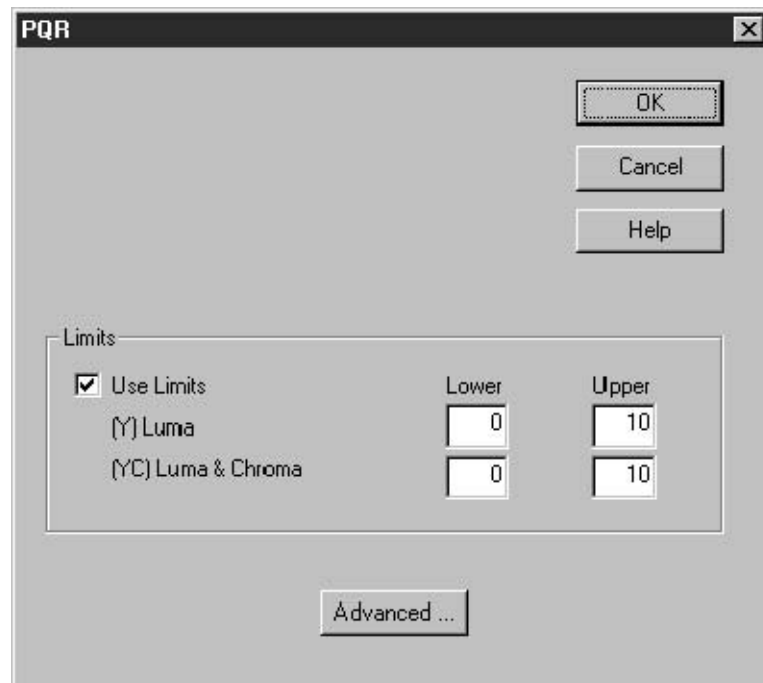 PQR
OK
Cancel
Help
Limits
Use Limits Lower Upper
(Y) Luma 0 10
(YC) Luma & Chroma 0 10
Advanced ...